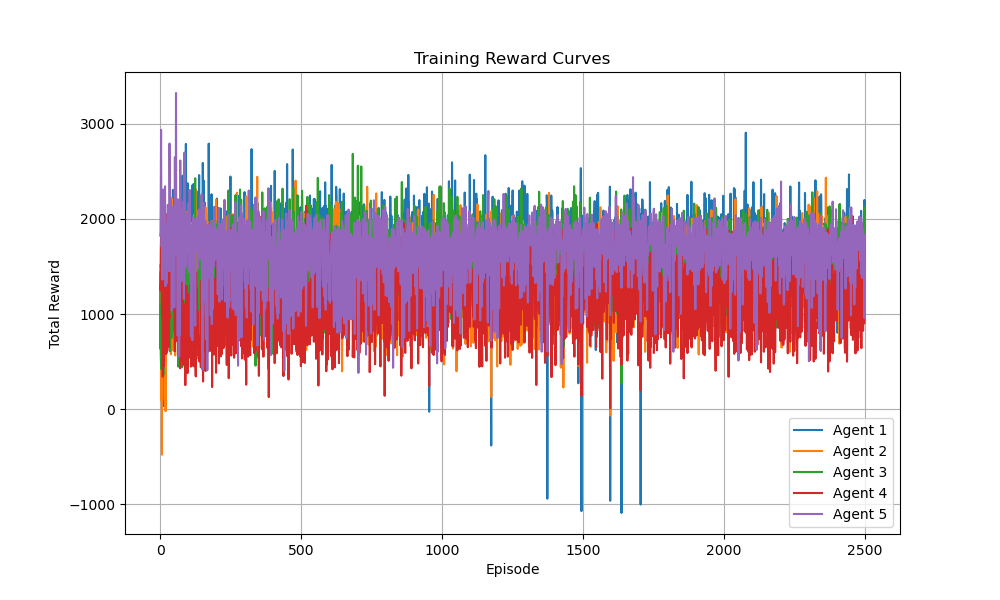 Training Reward Curves
Total Reward
3000
2000
1000
0
−1000
0
500
1000
1500
2000
2500
Episode
Agent 1
Agent 2
Agent 3
Agent 4
Agent 5